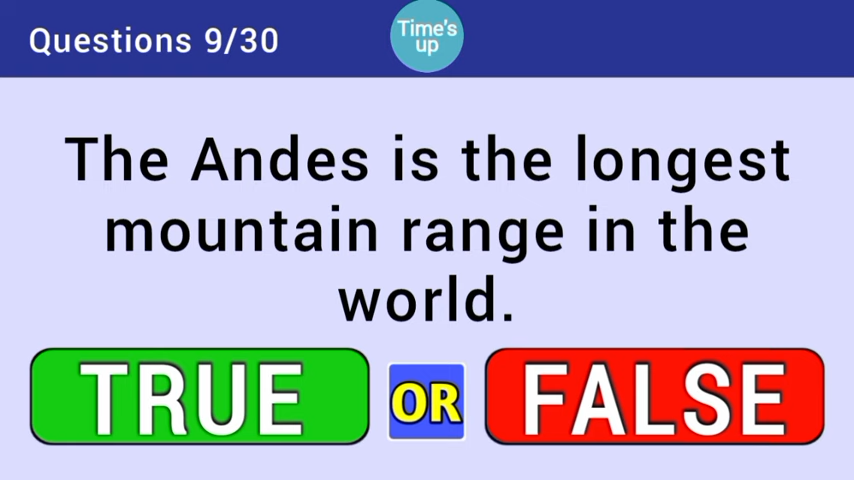 Questions 9/30
Time's
up
The Andes is the longest
mountain range in the
world.
TRUE
OR
FALSE